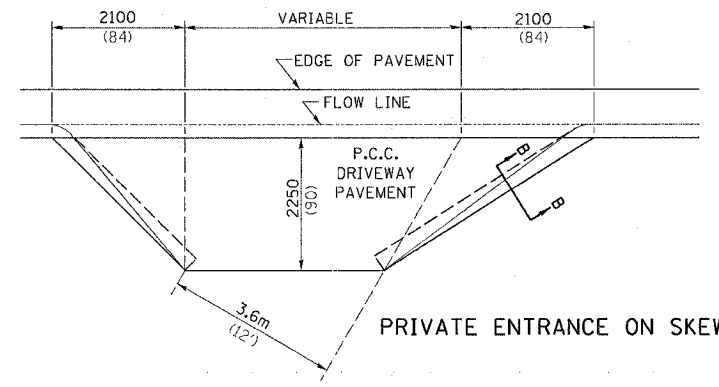 2100
(84)
VARIABLE
2100
(84)
EDGE OF PAVEMENT
FLOW LINE
P.C.C.
DRIVEWAY
PAVEMENT
2250
(90)
B
B
3.6m
(12')
PRIVATE ENTRANCE ON SKEW